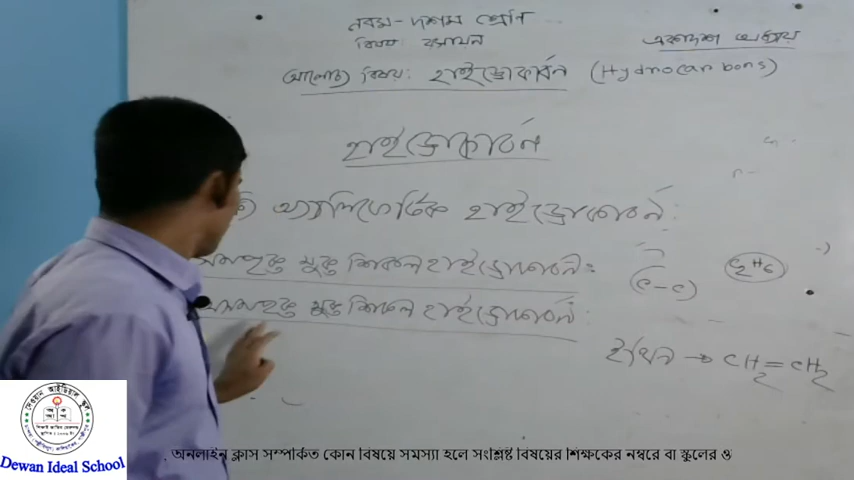 নবম - দশম শ্রেণি
বিষয়: রসায়ন
একাদশ অধ্যায়
আলোচ্য বিষয়: হাইড্রোকার্বন (Hydrocarbons)
হাইড্রোকার্বন
অ্যালিফেটিক হাইড্রোকার্বন:
সম্পৃক্ত মুক্ত শিকল হাইড্রোকার্বন:
(C-C)
C₂H₆
অসম্পৃক্ত মুক্ত শিকল হাইড্রোকার্বন:
ইথিন → CH₂=CH₂
দেওয়ান আইডিয়াল স্কুল
Dewan Ideal School
. অনলাইন ক্লাস সম্পর্কিত কোন বিষয়ে সমস্যা হলে সংশ্লিষ্ট বিষয়ের শিক্ষকের নম্বরে বা স্কুলের ও